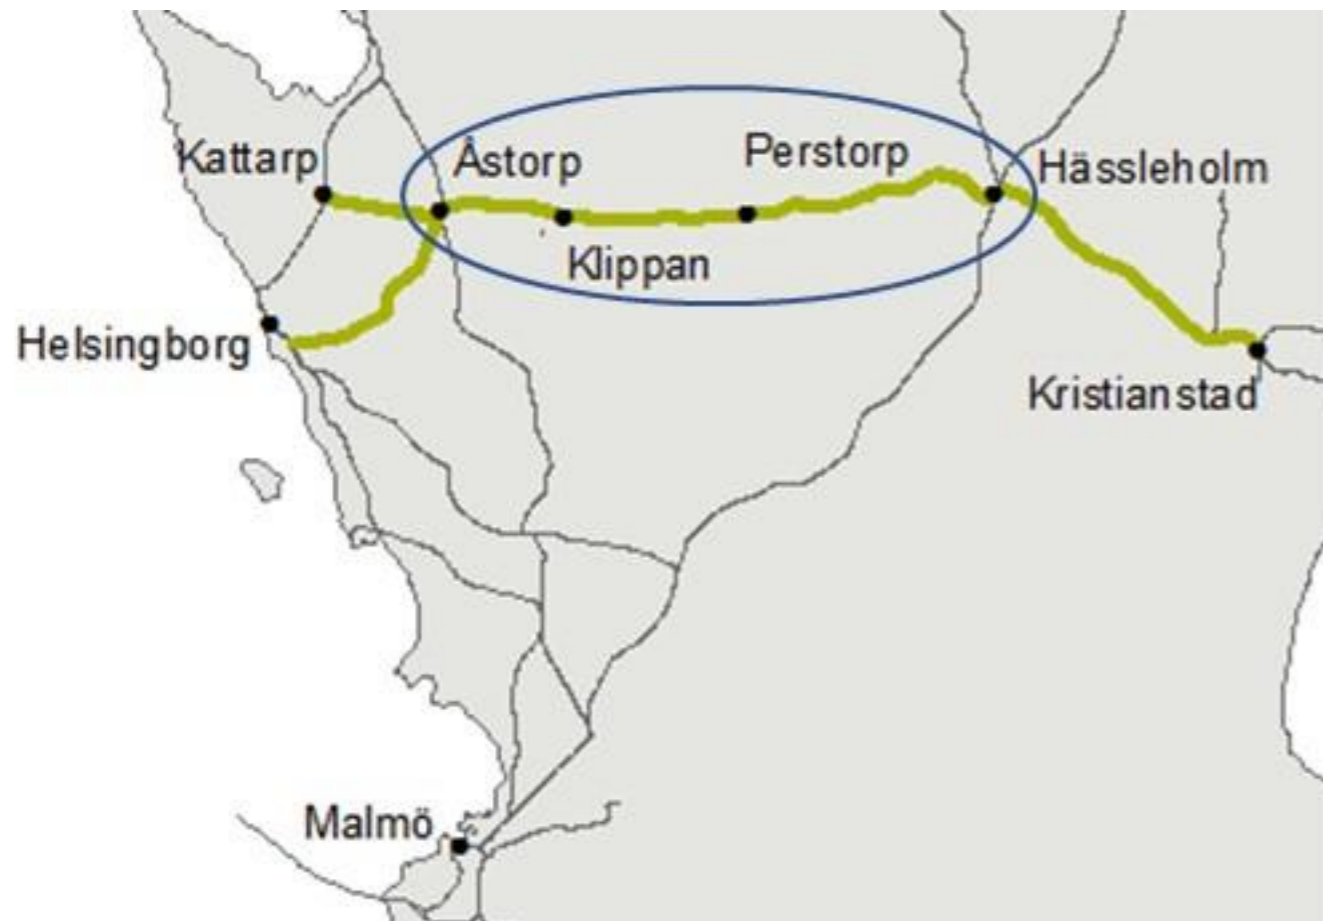 Kattarp
Åstorp
Perstorp
Hässleholm
Klippan
Helsingborg
Kristianstad
Malmö